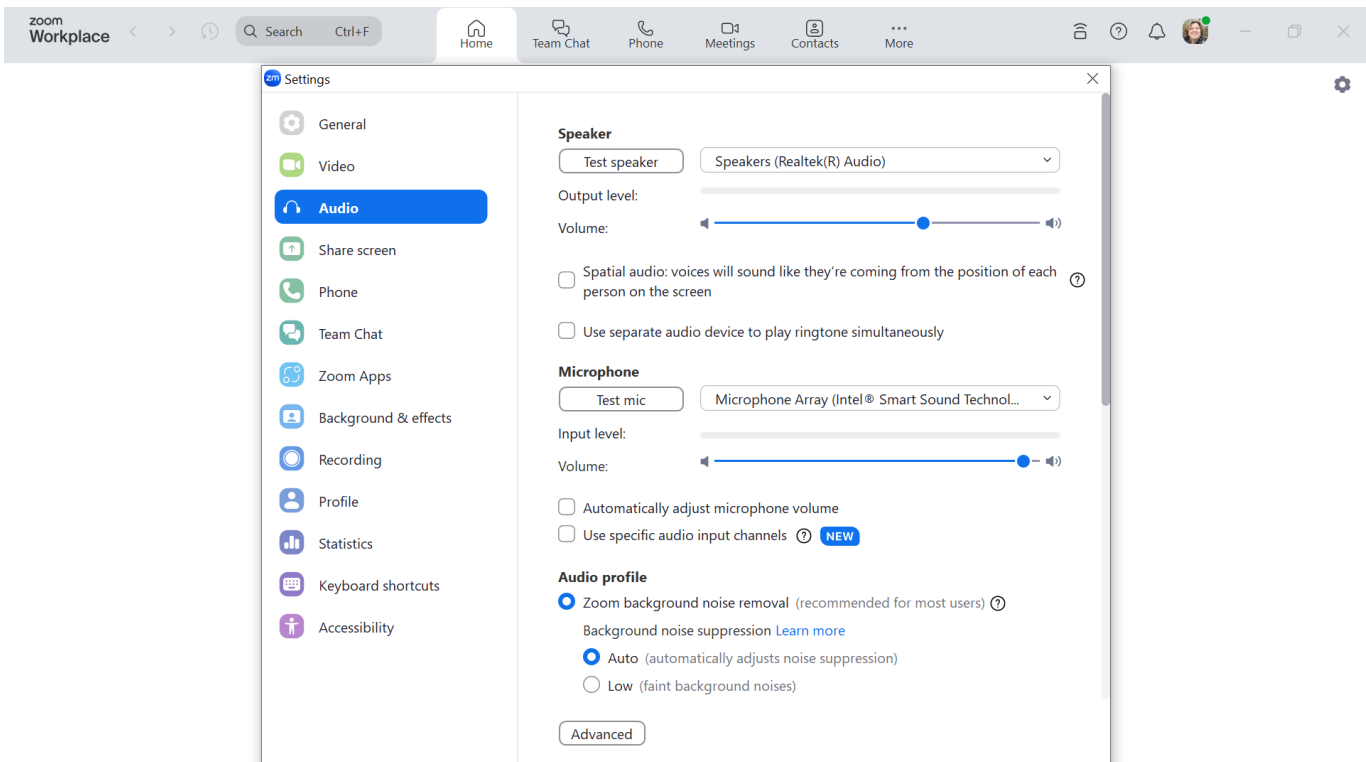 zoom
Workplace
Search Ctrl+F
Home
Team Chat
Phone
Meetings
Contacts
More
zm Settings
General
Video
Audio
Share screen
Phone
Team Chat
Zoom Apps
Background & effects
Recording
Profile
Statistics
Keyboard shortcuts
Accessibility
Speaker
Test speaker
Speakers (Realtek(R) Audio)
Output level:
Volume:
Spatial audio: voices will sound like they're coming from the position of each
person on the screen
Use separate audio device to play ringtone simultaneously
Microphone
Test mic
Microphone Array (Intel® Smart Sound Technol...
Input level:
Volume:
Automatically adjust microphone volume
Use specific audio input channels NEW
Audio profile
Zoom background noise removal (recommended for most users)
Background noise suppression Learn more
Auto (automatically adjusts noise suppression)
Low (faint background noises)
Advanced